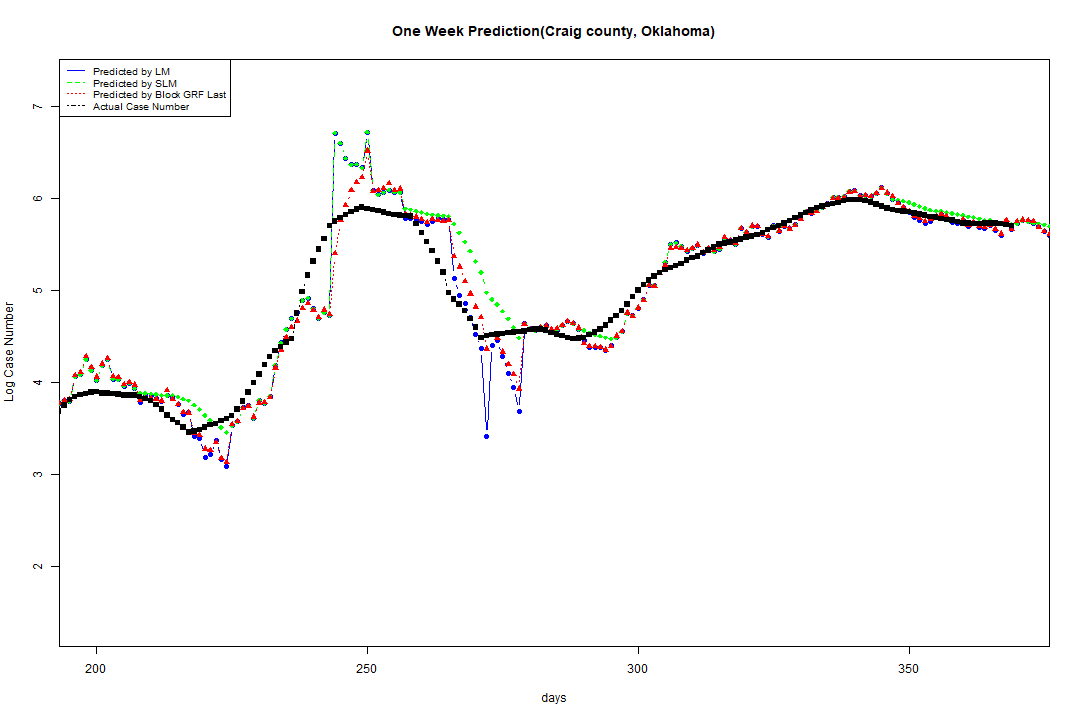 One Week Prediction(Craig county, Oklahoma)
Predicted by LM
Predicted by SLM
Predicted by Block GRF Last
Actual Case Number
7
6
5
4
3
2
Log Case Number
200
250
300
350
days